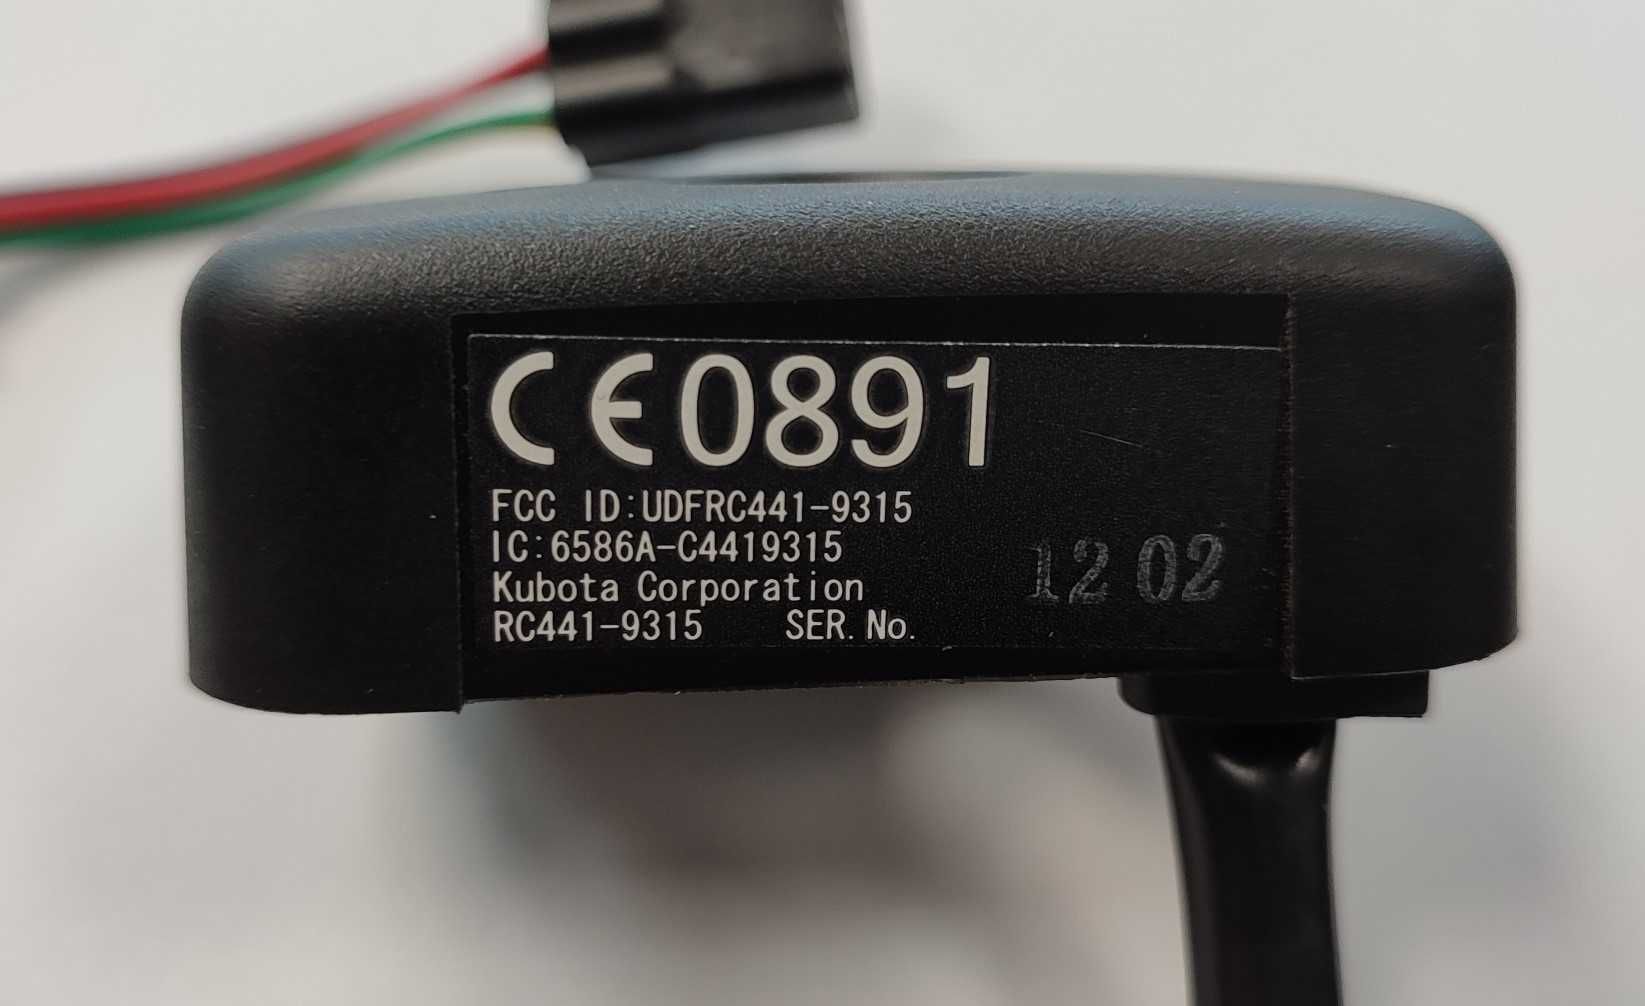 CE0891
FCC ID:UDFRC441-9315
IC:6586A-C4419315
Kubota Corporation
RC441-9315 SER.No. 12 02